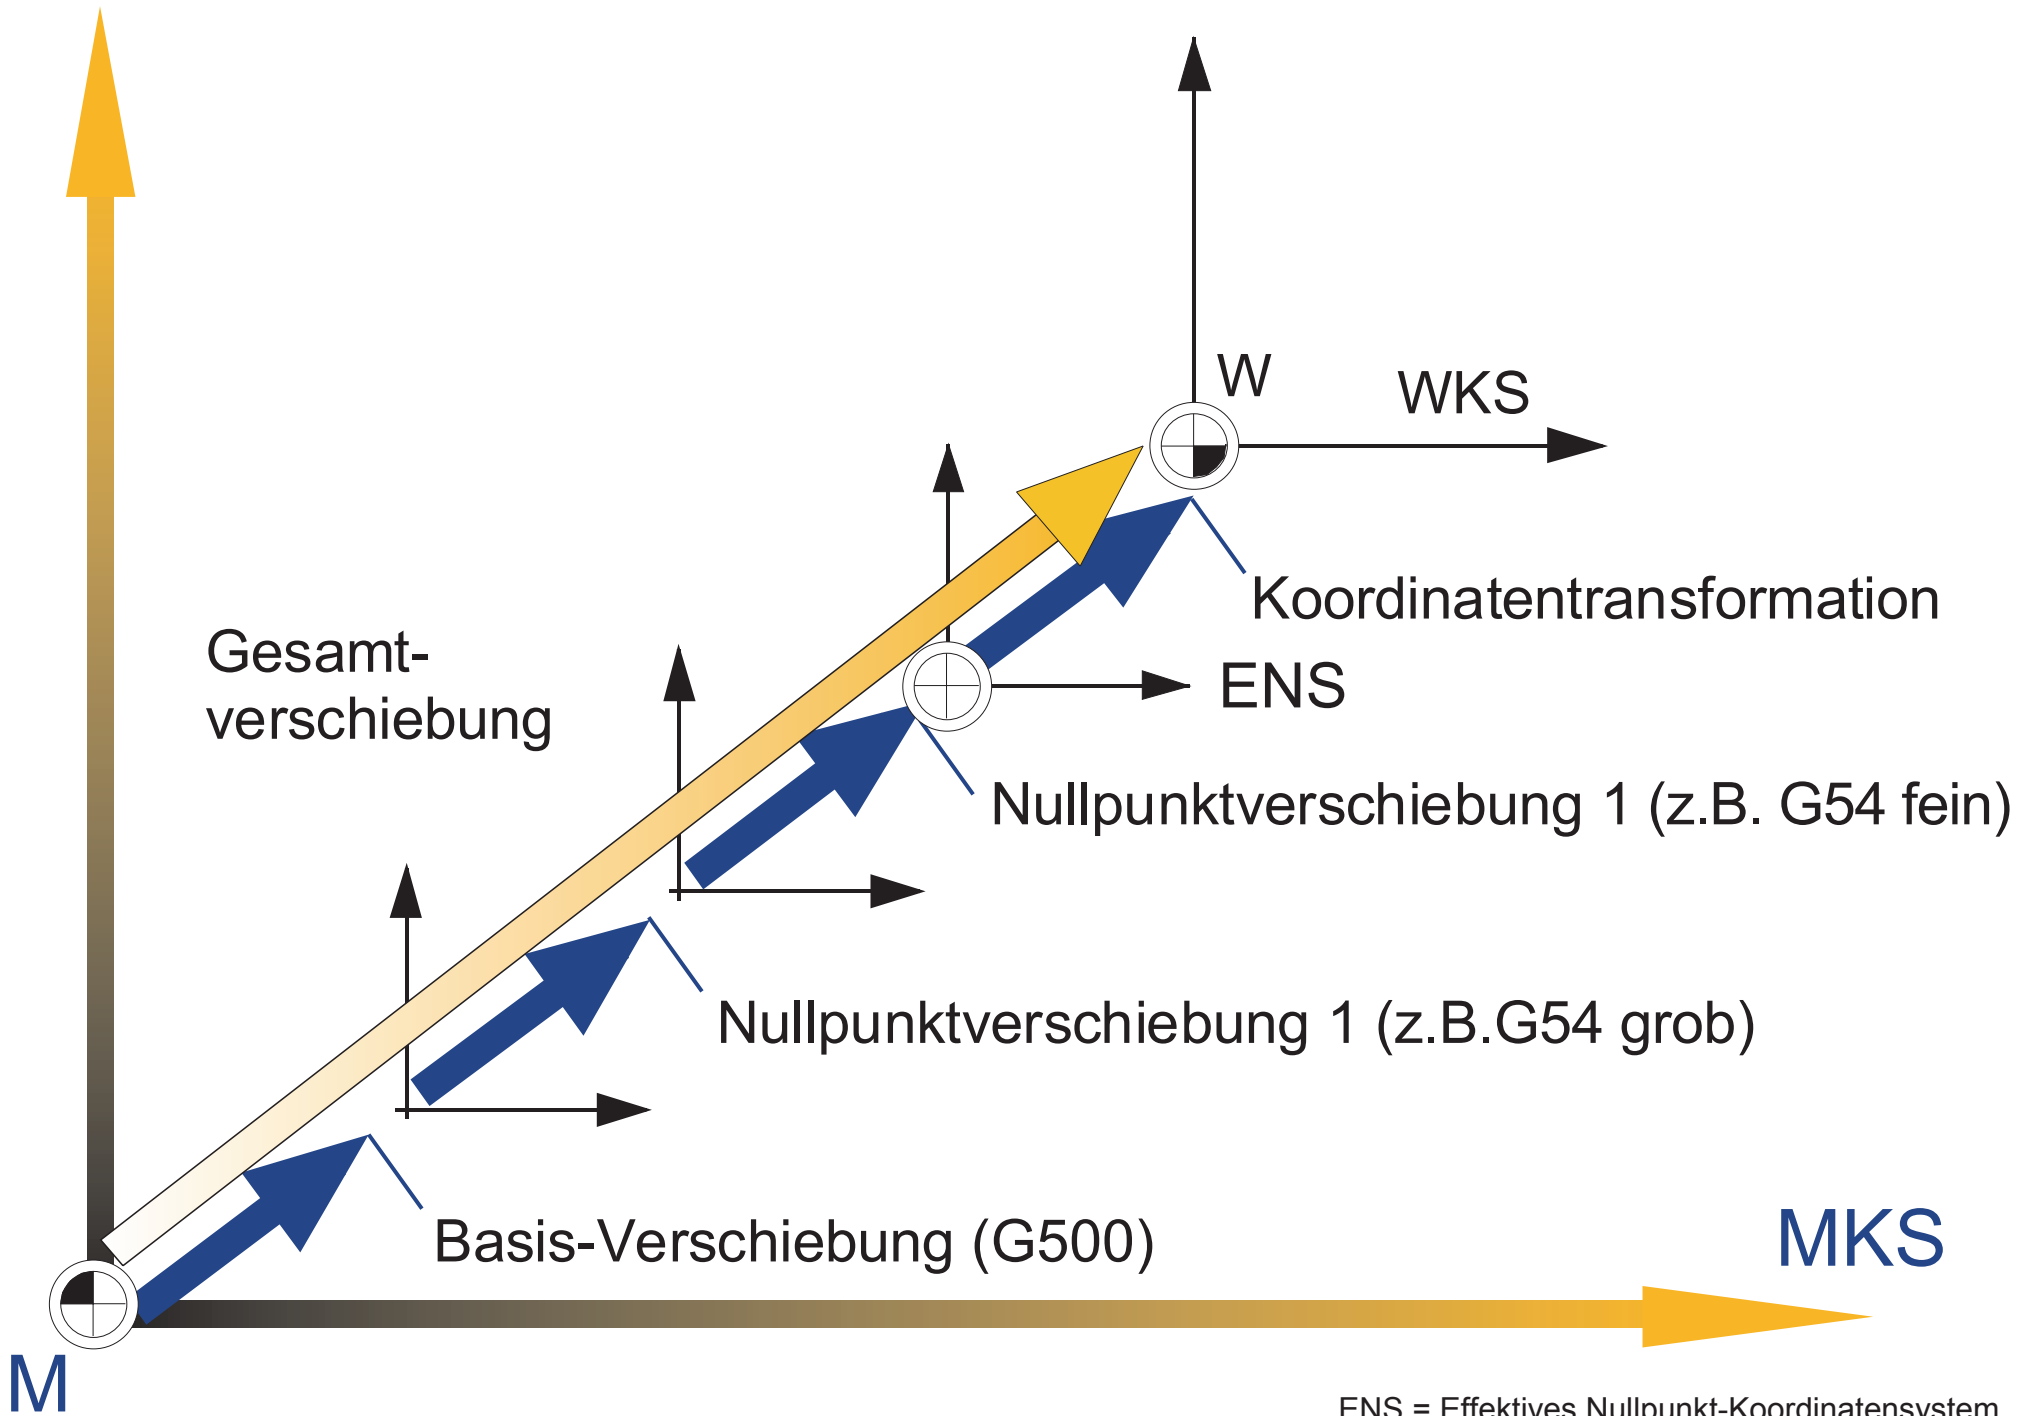 W
WKS
Koordinatentransformation
Gesamt-
verschiebung
ENS
Nullpunktverschiebung 1 (z.B. G54 fein)
Nullpunktverschiebung 1 (z.B.G54 grob)
Basis-Verschiebung (G500)
MKS
M
ENS = Effektives Nullpunkt-Koordinatensystem